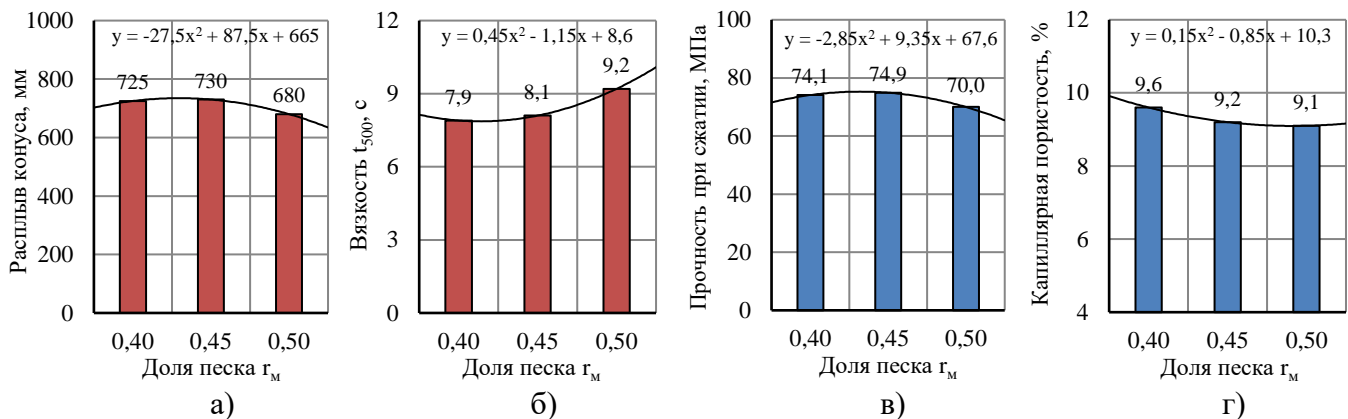 Расплыв конуса, мм
1000
800
600
400
200
0
y = -27,5x² + 87,5x + 665
725
730
680
0,40
0,45
0,50
Доля песка rм
а)
Вязкость t500, с
12
9
6
3
0
y = 0,45x² - 1,15x + 8,6
7,9
8,1
9,2
0,40
0,45
0,50
Доля песка rм
б)
Прочность при сжатии, МПа
100
80
60
40
20
0
y = -2,85x² + 9,35x + 67,6
74,1
74,9
70,0
0,40
0,45
0,50
Доля песка rм
в)
Капиллярная пористость, %
12
10
8
6
4
y = 0,15x² - 0,85x + 10,3
9,6
9,2
9,1
0,40
0,45
0,50
Доля песка rм
г)